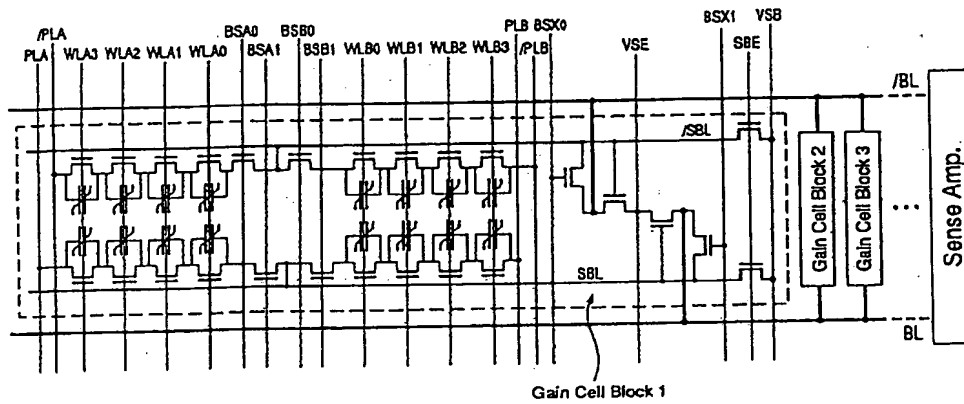 /PLA
PLA
WLA3 WLA2 WLA1 WLA0
BSA0
BSA1
BSB0
BSB1
WLB0 WLB1 WLB2 WLB3
PLB
/PLB
BSX0
VSE
BSX1
SBE
VSB
/BL
/SBL
SBL
BL
Gain Cell Block 2
Gain Cell Block 3
...
Sense Amp.
Gain Cell Block 1